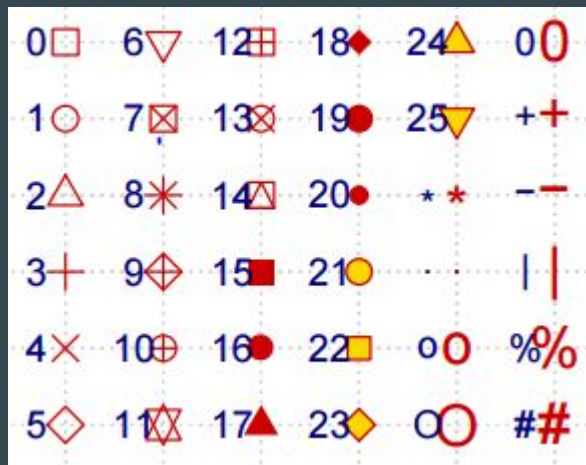 0 6 12 18 24 0 0
1 7 13 19 25 + +
2 8 14 20 * * - -
3 9 15 21 . . | |
4 10 16 22 o o % %
5 11 17 23 O O # #